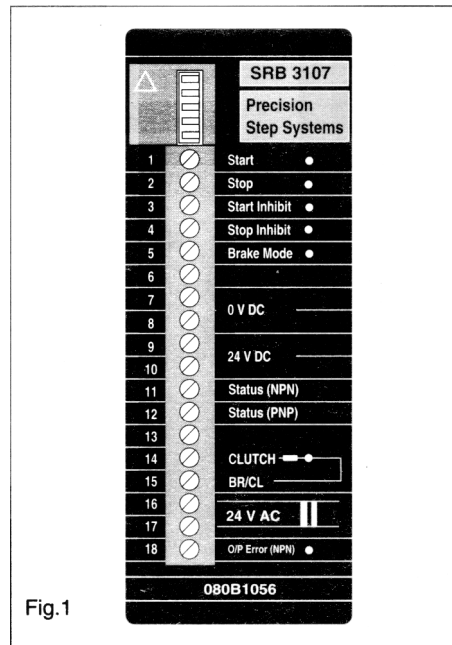 SRB 3107
Precision
Step Systems
1 Start
2 Stop
3 Start Inhibit
4 Stop Inhibit
5 Brake Mode
6
7
0 V DC
8
9
24 V DC
10
11 Status (NPN)
12 Status (PNP)
13
14 CLUTCH
15 BR/CL
16
24 V AC
17
18 O/P Error (NPN)
080B1056
Fig.1